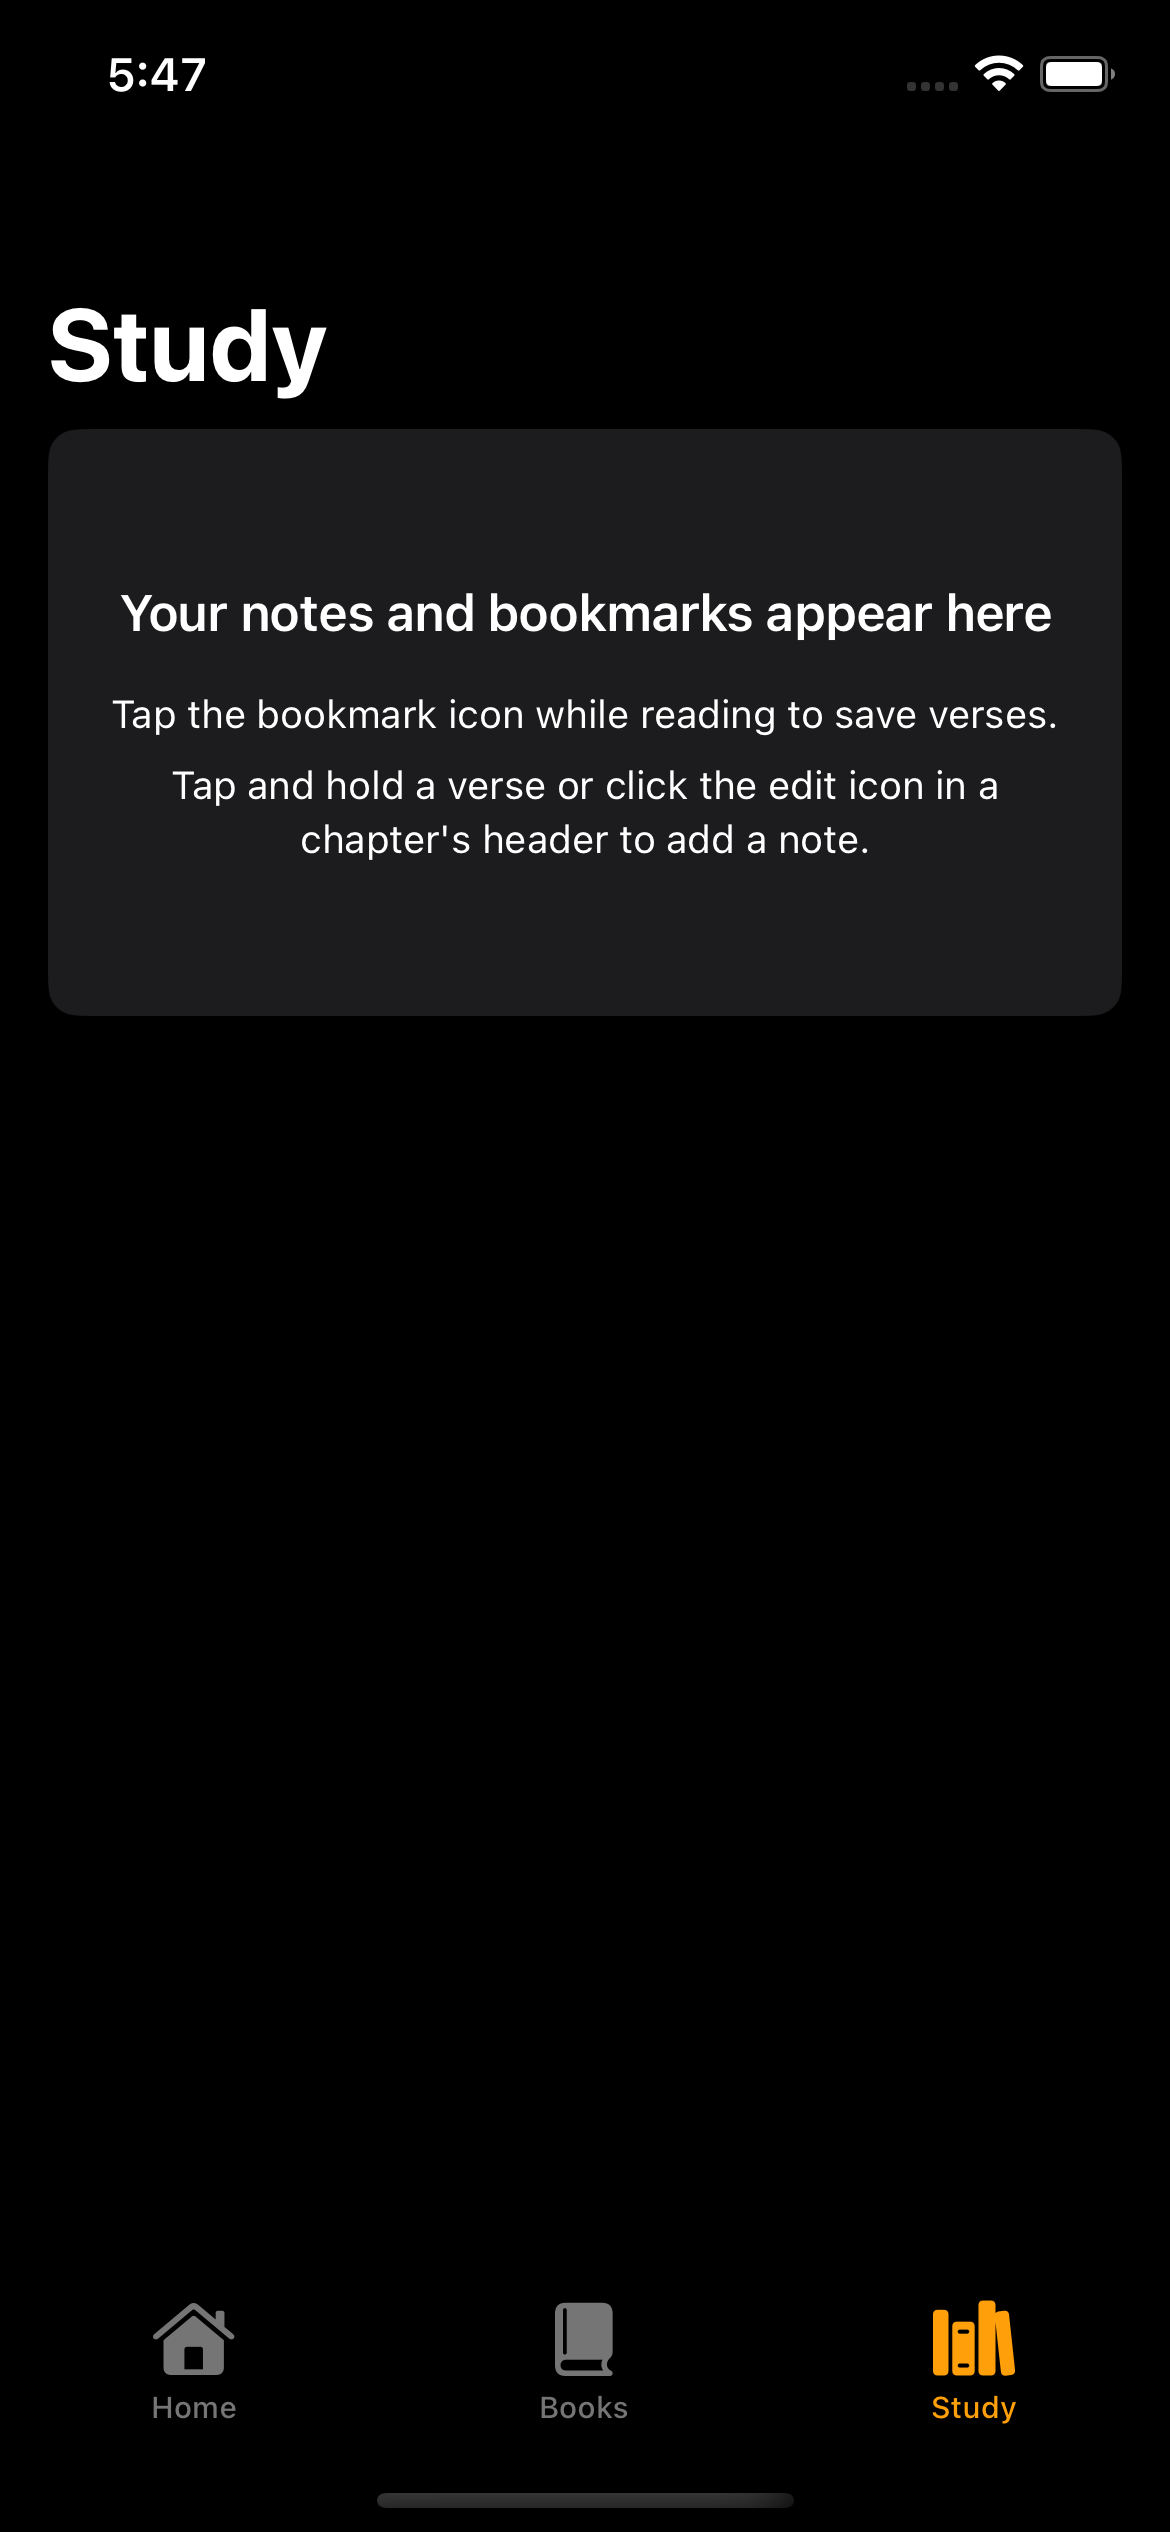 5:47
Study
Your notes and bookmarks appear here
Tap the bookmark icon while reading to save verses.
Tap and hold a verse or click the edit icon in a
chapter's header to add a note.
Home
Books
Study